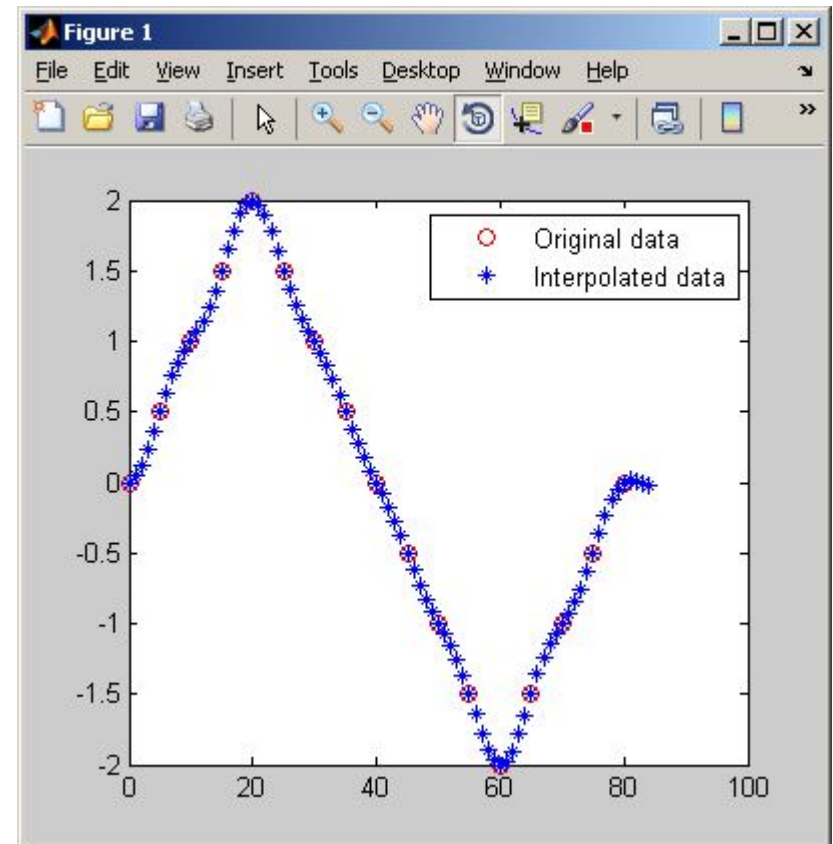 Figure 1
File Edit View Insert Tools Desktop Window Help
2
1.5
1
0.5
0
-0.5
-1
-1.5
-2
0 20 40 60 80 100
Original data
Interpolated data